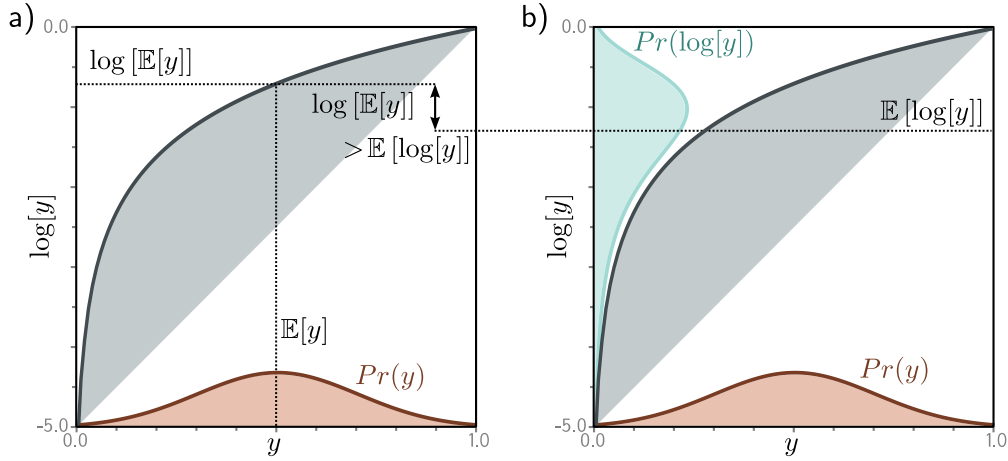 a)
0.0
log [𝔼[y]]
log [𝔼[y]]
> 𝔼 [log[y]]
log[y]
𝔼[y]
Pr(y)
-5.0
0.0
y
1.0
b)
0.0
Pr(log[y])
𝔼 [log[y]]
log[y]
Pr(y)
-5.0
0.0
y
1.0